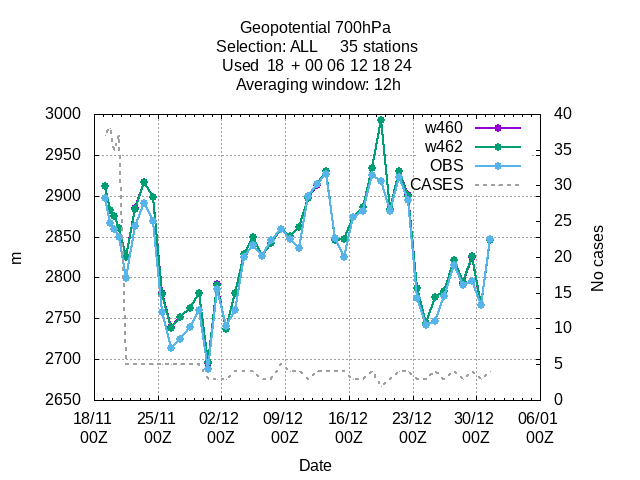 Geopotential 700hPa
Selection: ALL     35 stations
Used  18  + 00 06 12 18 24
Averaging window: 12h
3000
2950
2900
2850
2800
2750
2700
2650
m
40
35
30
25
20
15
10
5
0
No cases
w460
w462
OBS
CASES
18/11 25/11 02/12 09/12 16/12 23/12 30/12 06/01
00Z 00Z 00Z 00Z 00Z 00Z 00Z 00Z
Date